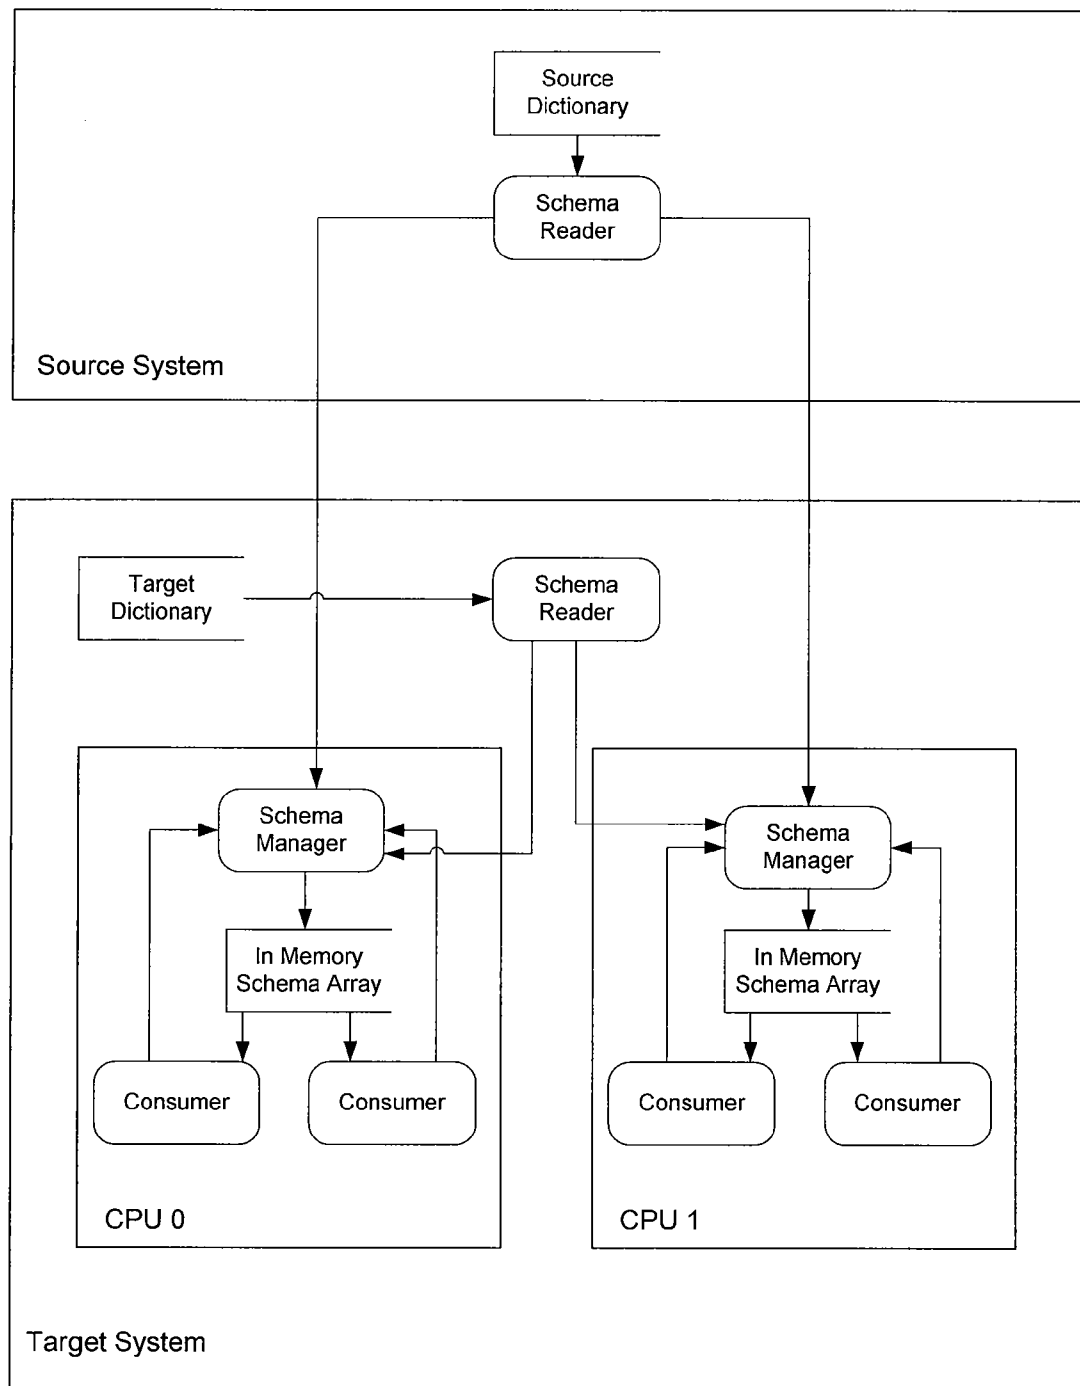 Source
Dictionary
Schema
Reader
Source System
Target
Dictionary
Schema
Reader
Schema
Manager
In Memory
Schema Array
Consumer
Consumer
CPU 0
Schema
Manager
In Memory
Schema Array
Consumer
Consumer
CPU 1
Target System